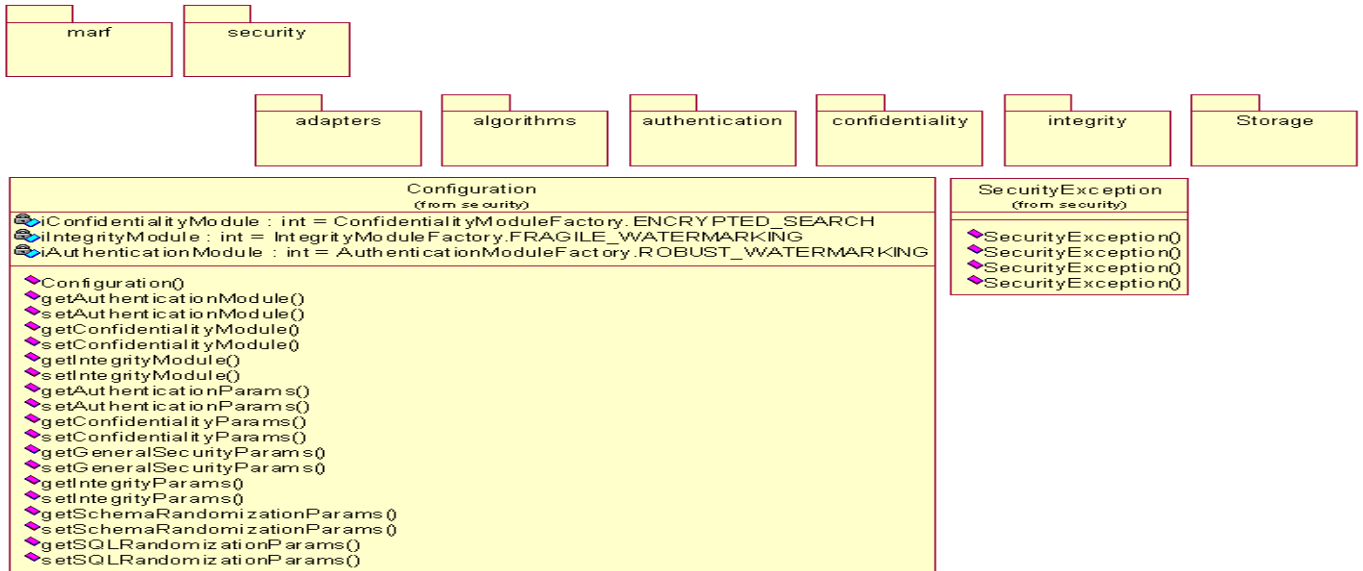 marf
security
adapters
algorithms
authentication
confidentiality
integrity
Storage
Configuration
(from security)
iConfidentialityModule : int = ConfidentialityModuleFactory.ENCRYPTED_SEARCH
iIntegrityModule : int = IntegrityModuleFactory.FRAGILE_WATERMARKING
iAuthenticationModule : int = AuthenticationModuleFactory.ROBUST_WATERMARKING
Configuration()
getAuthenticationModule()
setAuthenticationModule()
getConfidentialityModule()
setConfidentialityModule()
getIntegrityModule()
setIntegrityModule()
getAuthenticationParams()
setAuthenticationParams()
getConfidentialityParams()
setConfidentialityParams()
getGeneralSecurityParams()
setGeneralSecurityParams()
getIntegrityParams()
setIntegrityParams()
getSchemaRandomizationParams()
setSchemaRandomizationParams()
getSQLRandomizationParams()
setSQLRandomizationParams()
SecurityException
(from security)
SecurityException()
SecurityException()
SecurityException()
SecurityException()